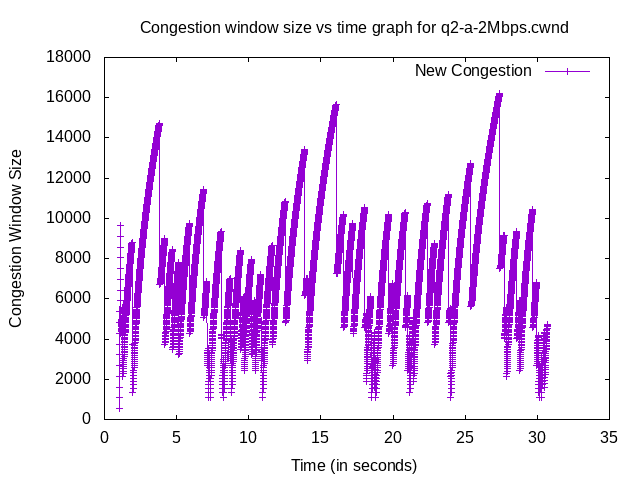 Congestion window size vs time graph for q2-a-2Mbps.cwnd
18000
16000
14000
12000
10000
8000
6000
4000
2000
0
Congestion Window Size
New Congestion
0 5 10 15 20 25 30 35
Time (in seconds)